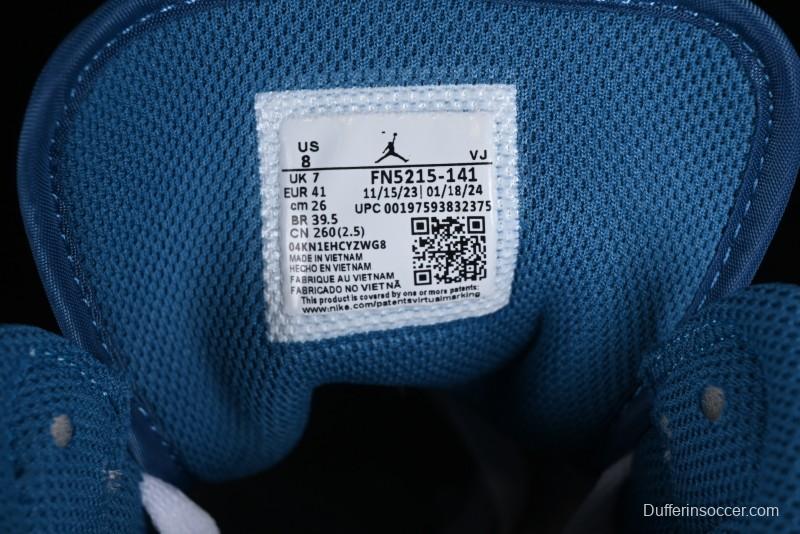 US
8
VJ
UK 7
FN5215-141
EUR 41
11/15/23| 01/18/24
cm 26
UPC 00197593832375
BR 39.5
CN 260(2.5)
04KN1EHCYZWG8
MADE IN VIETNAM
HECHO EN VIETNAM
FABRIQUE AU VIETNAM
FABRICADO NO VIETNÃ
This product is covered by one or more patents:
www.nike.com/patentsvirtualmarking
Dufferinsoccer.com/